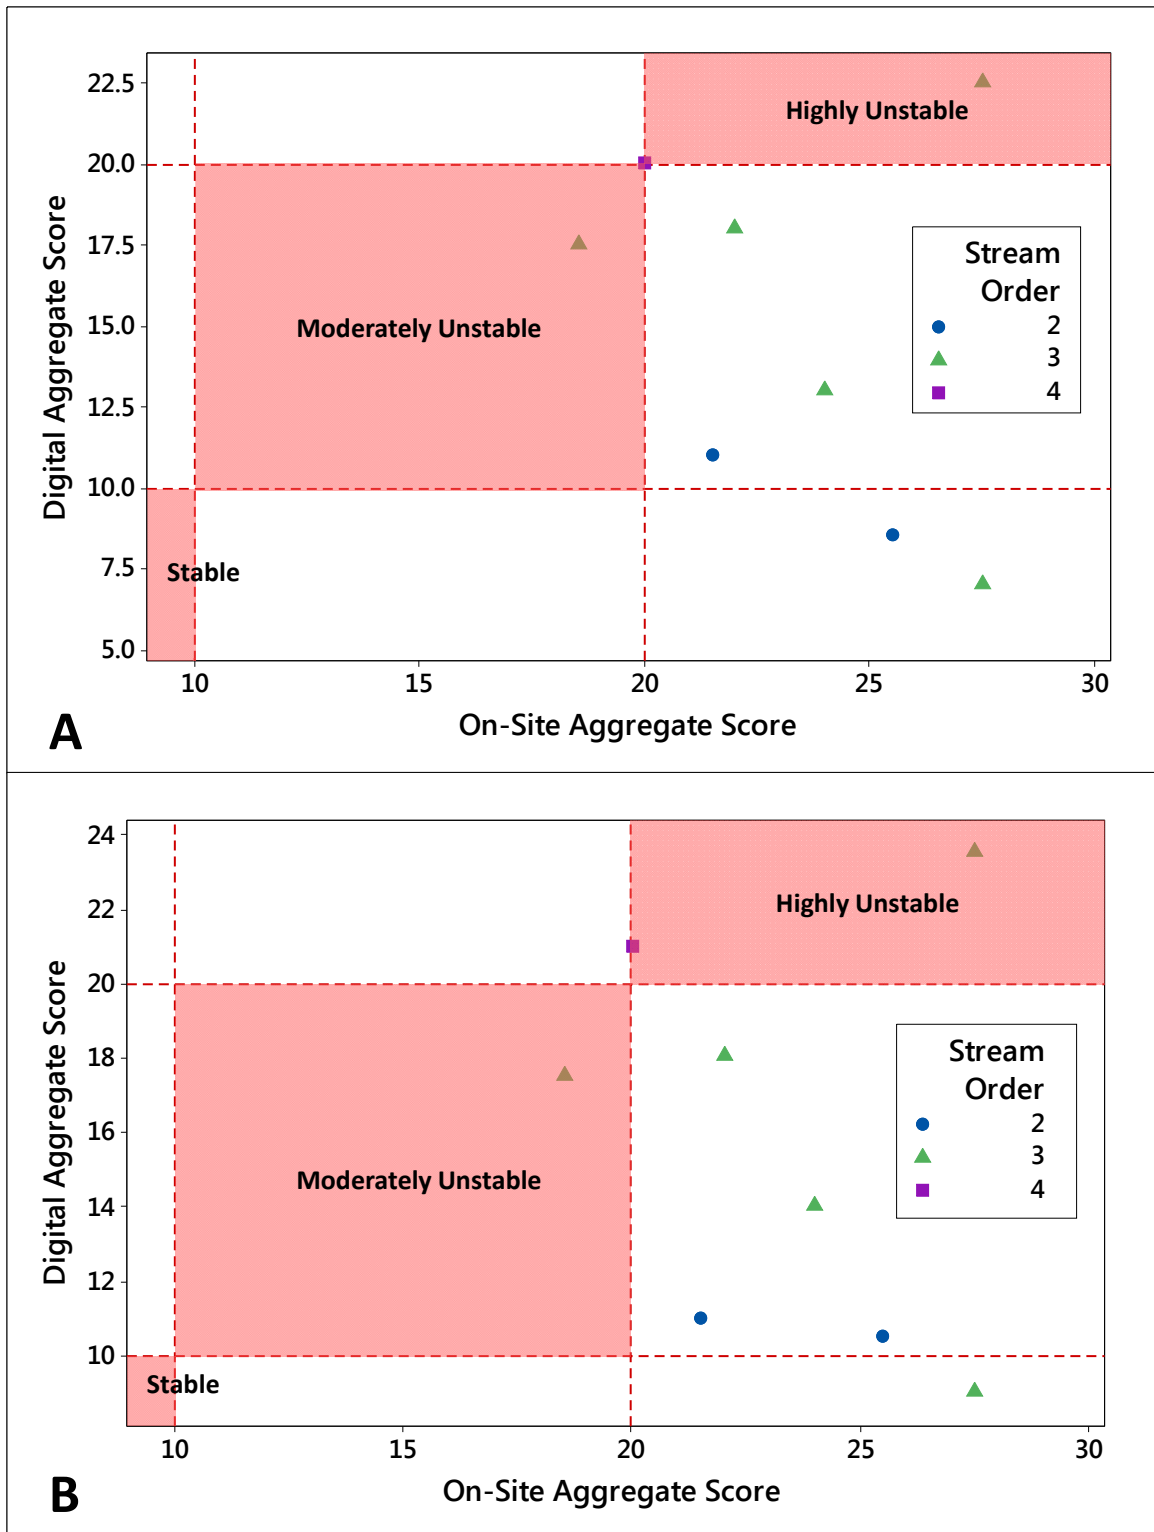 22.5
20.0
17.5
15.0
12.5
10.0
7.5
5.0
Digital Aggregate Score
Highly Unstable
Moderately Unstable
Stable
Stream
Order
2
3
4
10 15 20 25 30
On-Site Aggregate Score
A
24
22
20
18
16
14
12
10
Digital Aggregate Score
Highly Unstable
Moderately Unstable
Stable
Stream
Order
2
3
4
10 15 20 25 30
On-Site Aggregate Score
B